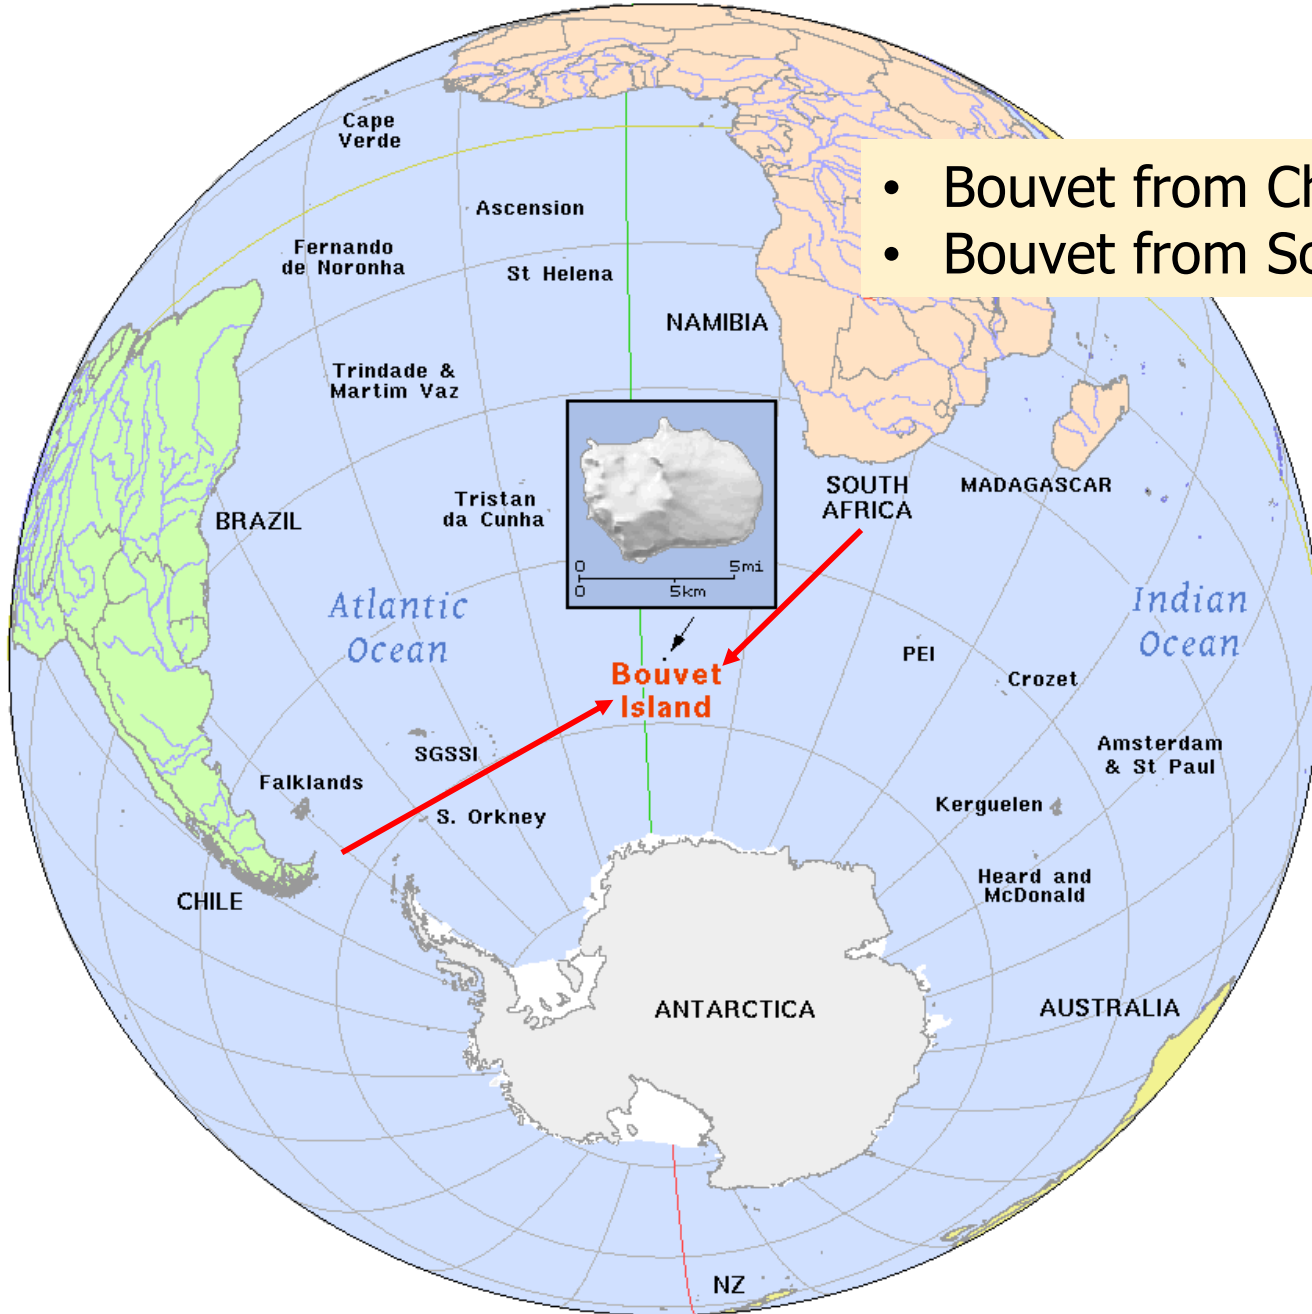 Cape
Verde
• Bouvet from Ch
• Bouvet from So
Ascension
Fernando
de Noronha
St Helena
NAMIBIA
Trindade &
Martim Vaz
SOUTH
AFRICA
MADAGASCAR
Tristan
da Cunha
BRAZIL
0 5mi
0 5km
Atlantic
Ocean
Indian
Ocean
PEI
Crozet
Bouvet
Island
SGSSI
Amsterdam
& St Paul
Falklands
Kerguelen
S. Orkney
Heard and
McDonald
CHILE
ANTARCTICA
AUSTRALIA
NZ